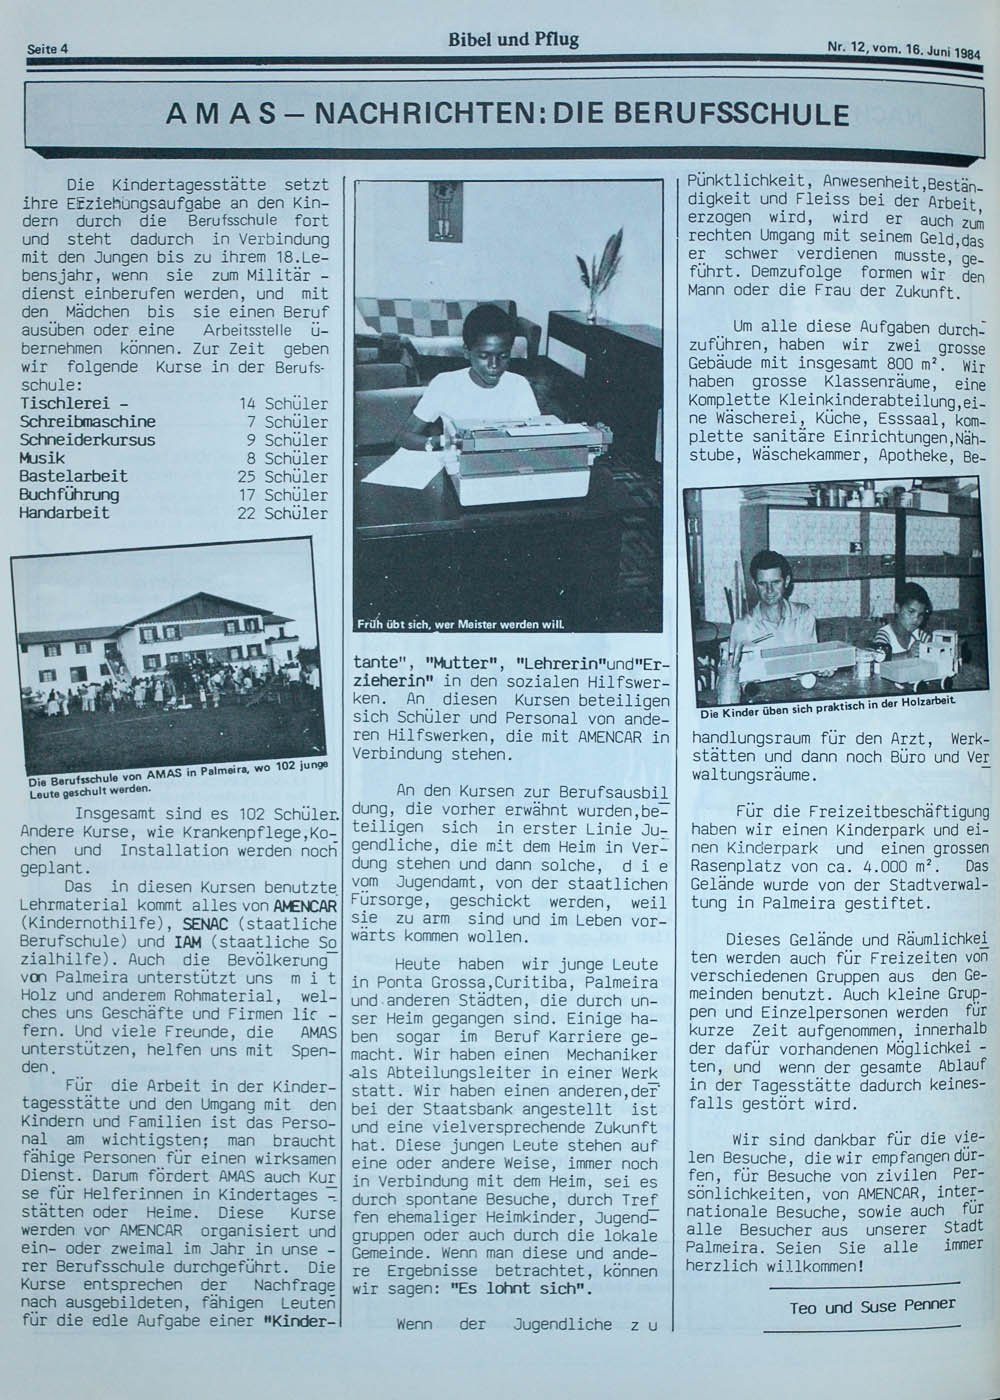 Seite 4
Bibel und Pflug
Nr. 12, vom. 16. Juni 1984
A M A S – NACHRICHTEN: DIE BERUFSSCHULE
Die Kindertagesstätte setzt
ihre Erziehungsaufgabe an den Kin-
dern durch die Berufsschule fort
und steht dadurch in Verbindung
mit den Jungen bis zu ihrem 18.Le-
bensjahr, wenn sie zum Militär -
dienst einberufen werden, und mit
den Mädchen bis sie einen Beruf
ausüben oder eine Arbeitsstelle ü-
bernehmen können. Zur Zeit geben
wir folgende Kurse in der Berufs-
schule:
Tischlerei - 14 Schüler
Schreibmaschine 7 Schüler
Schneiderkursus 9 Schüler
Musik 8 Schüler
Bastelarbeit 25 Schüler
Buchführung 17 Schüler
Handarbeit 22 Schüler
Die Berufsschule von AMAS in Palmeira, wo 102 junge
Leute geschult werden.
Insgesamt sind es 102 Schüler.
Andere Kurse, wie Krankenpflege,Ko-
chen und Installation werden noch
geplant.
Das in diesen Kursen benutzte
Lehrmaterial kommt alles von AMENCAR
(Kindernothilfe), SENAC (staatliche
Berufschule) und IAM (staatliche So
zialhilfe). Auch die Bevölkerung
von Palmeira unterstützt uns m i t
Holz und anderem Rohmaterial, wel-
ches uns Geschäfte und Firmen lie -
fern. Und viele Freunde, die AMAS
unterstützen, helfen uns mit Spen-
den.
Für die Arbeit in der Kinder-
tagesstätte und den Umgang mit den
Kindern und Familien ist das Perso-
nal am wichtigsten; man braucht
fähige Personen für einen wirksamen
Dienst. Darum fördert AMAS auch Kur
se für Helferinnen in Kindertages -
stätten oder Heime. Diese Kurse
werden vor AMENCAR organisiert und
ein- oder zweimal im Jahr in unse -
rer Berufsschule durchgeführt. Die
Kurse entsprechen der Nachfrage
nach ausgebildeten, fähigen Leuten
für die edle Aufgabe einer "Kinder-
Früh übt sich, wer Meister werden will.
tante", "Mutter", "Lehrerin"und"Er-
zieherin" in den sozialen Hilfswer-
ken. An diesen Kursen beteiligen
sich Schüler und Personal von ande-
ren Hilfswerken, die mit AMENCAR in
Verbindung stehen.
An den Kursen zur Berufsausbil
dung, die vorher erwähnt wurden,be-
teiligen sich in erster Linie Ju-
gendliche, die mit dem Heim in Ver-
dung stehen und dann solche, d i e
vom Jugendamt, von der staatlichen
Fürsorge, geschickt werden, weil
sie zu arm sind und im Leben vor-
wärts kommen wollen.
Heute haben wir junge Leute
in Ponta Grossa,Curitiba, Palmeira
und anderen Städten, die durch un-
ser Heim gegangen sind. Einige ha-
ben sogar im Beruf Karriere ge-
macht. Wir haben einen Mechaniker
als Abteilungsleiter in einer Werk
statt. Wir haben einen anderen,der
bei der Staatsbank angestellt ist
und eine vielversprechende Zukunft
hat. Diese jungen Leute stehen auf
eine oder andere Weise, immer noch
in Verbindung mit dem Heim, sei es
durch spontane Besuche, durch Tref
fen ehemaliger Heimkinder, Jugend-
gruppen oder auch durch die lokale
Gemeinde. Wenn man diese und ande-
re Ergebnisse betrachtet, können
wir sagen: "Es lohnt sich".
Wenn der Jugendliche z u
Pünktlichkeit, Anwesenheit,Bestän-
digkeit und Fleiss bei der Arbeit,
erzogen wird, wird er auch zum
rechten Umgang mit seinem Geld,das
er schwer verdienen musste, ge-
führt. Demzufolge formen wir den
Mann oder die Frau der Zukunft.
Um alle diese Aufgaben durch-
zuführen, haben wir zwei grosse
Gebäude mit insgesamt 800 m². Wir
haben grosse Klassenräume, eine
Komplette Kleinkinderabteilung,ei-
ne Wäscherei, Küche, Esssaal, kom-
plette sanitäre Einrichtungen,Näh-
stube, Wäschekammer, Apotheke, Be-
Die Kinder üben sich praktisch in der Holzarbeit.
handlungsraum für den Arzt, Werk-
stätten und dann noch Büro und Ver
waltungsräume.
Für die Freizeitbeschäftigung
haben wir einen Kinderpark und ei-
nen Kinderpark und einen grossen
Rasenplatz von ca. 4.000 m². Das
Gelände wurde von der Stadtverwal-
tung in Palmeira gestiftet.
Dieses Gelände und Räumlichkei
ten werden auch für Freizeiten von
verschiedenen Gruppen aus den Ge-
meinden benutzt. Auch kleine Grup-
pen und Einzelpersonen werden für
kurze Zeit aufgenommen, innerhalb
der dafür vorhandenen Möglichkei -
ten, und wenn der gesamte Ablauf
in der Tagesstätte dadurch keines-
falls gestört wird.
Wir sind dankbar für die vie-
len Besuche, die wir empfangen dür-
fen, für Besuche von zivilen Per-
sönlichkeiten, von AMENCAR, inter-
nationale Besuche, sowie auch für
alle Besucher aus unserer Stadt
Palmeira. Seien Sie alle immer
herzlich willkommen!
Teo und Suse Penner